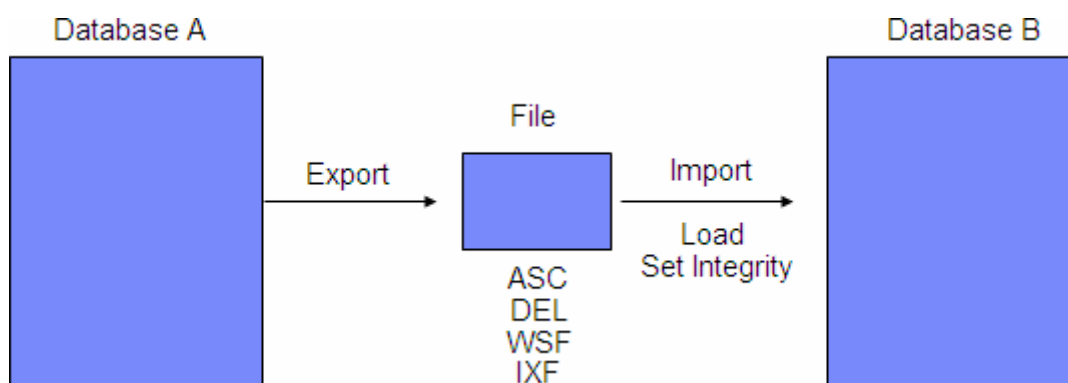 Database A
Database B
File
Export
Import
Load
Set Integrity
ASC
DEL
WSF
IXF